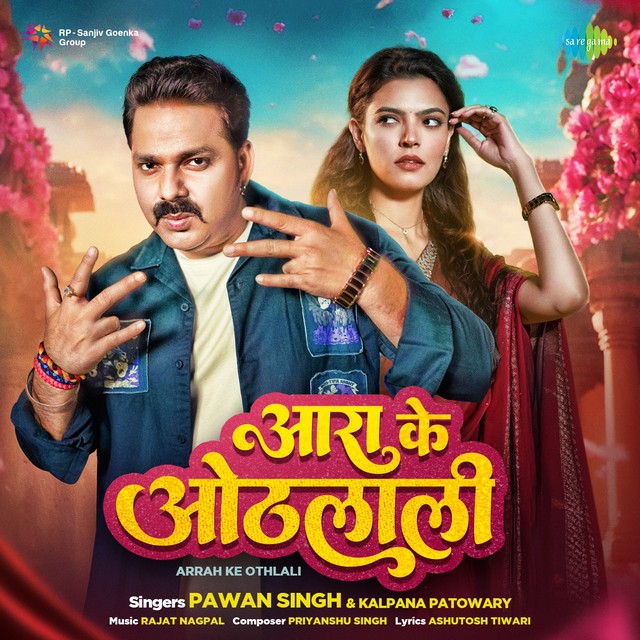 RP - Sanjiv Goenka
Group
saregama
आरा के
ओठलाली
ARRAH KE OTHLALI
Singers PAWAN SINGH & KALPANA PATOWARY
Music RAJAT NAGPAL Composer PRIYANSHU SINGH Lyrics ASHUTOSH TIWARI